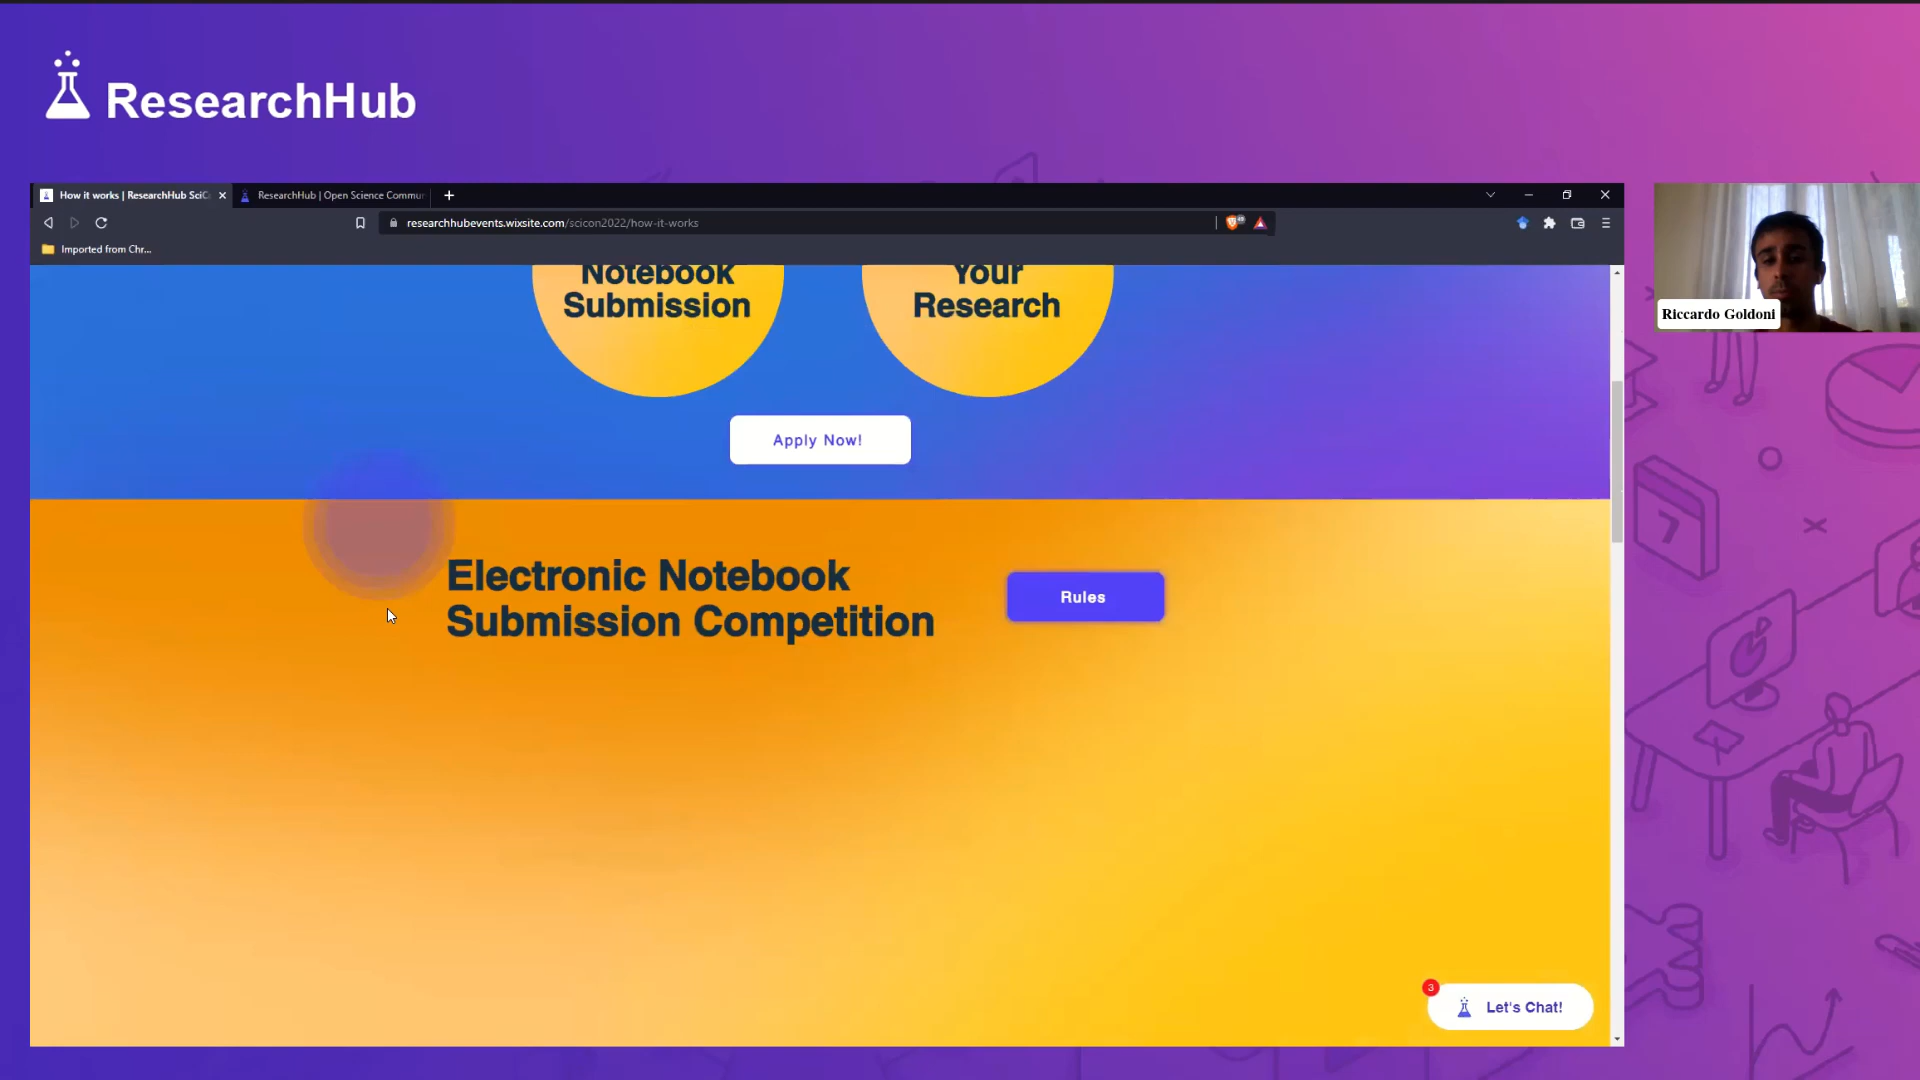 ResearchHub
How it works | ResearchHub SciC
ResearchHub | Open Science Commun
researchhubevents.wixsite.com/scicon2022/how-it-works
Imported from Chr...
Riccardo Goldoni
Notebook
Submission
Your
Research
Apply Now!
Electronic Notebook
Submission Competition
Rules
7
3
Let's Chat!